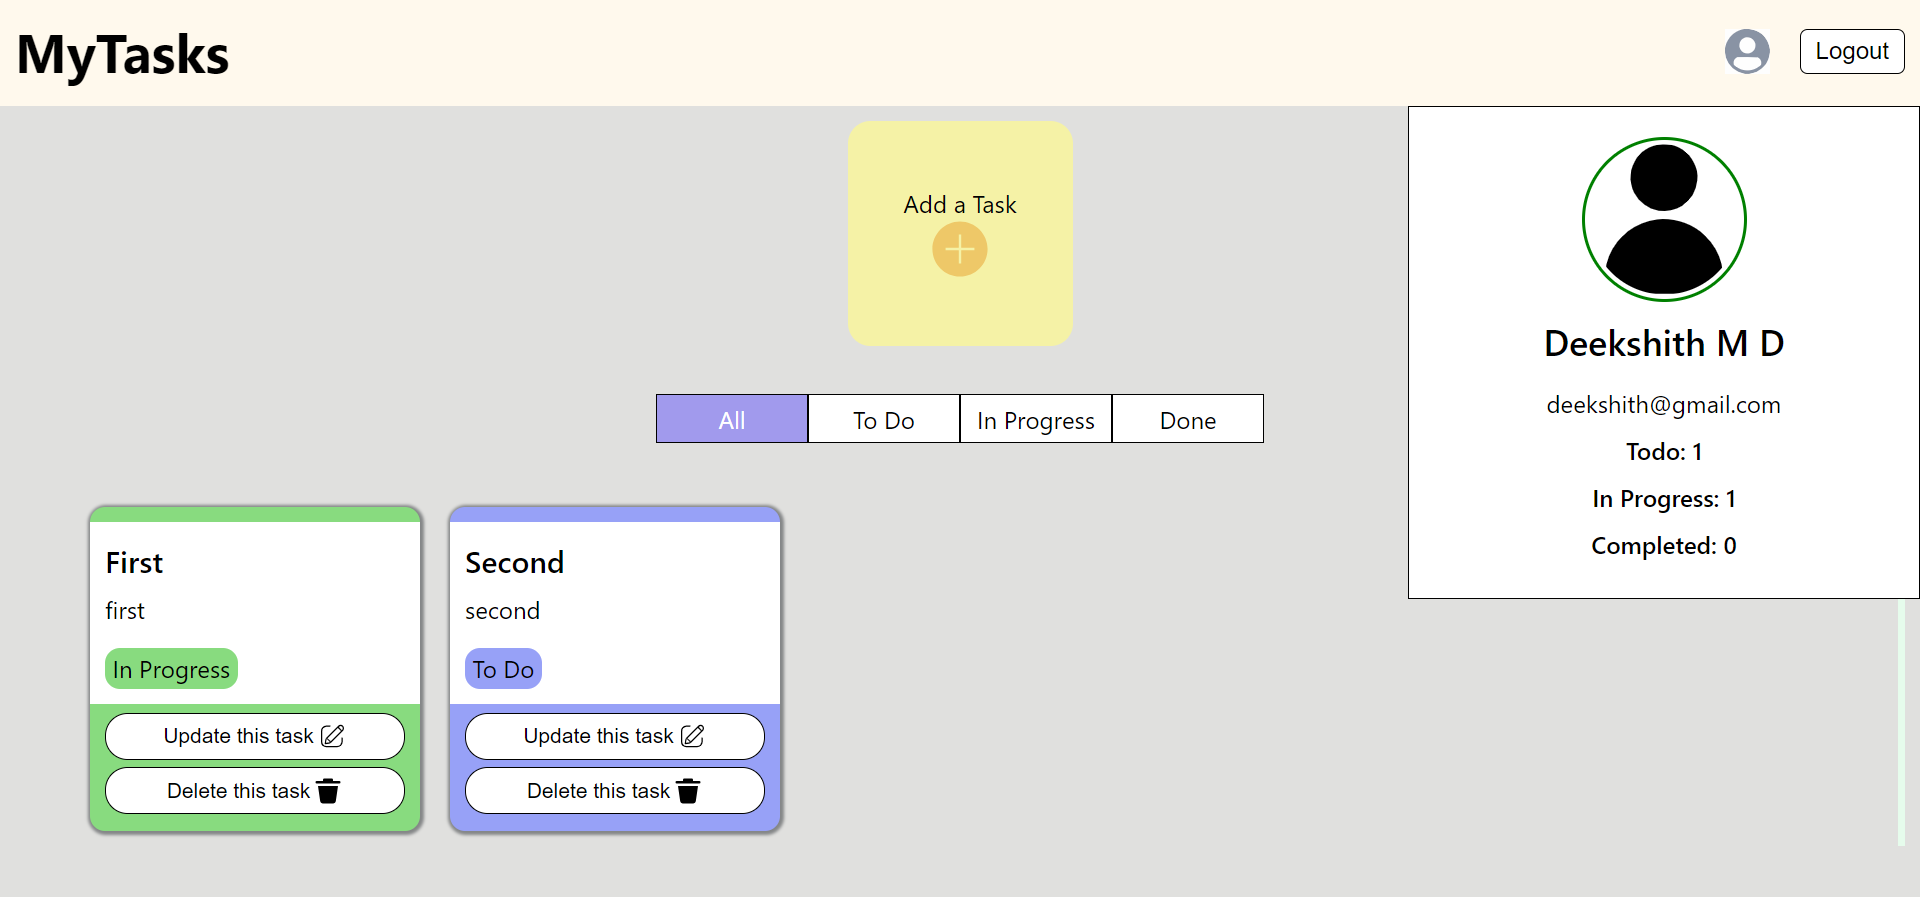 MyTasks
Logout
Add a Task
All
To Do
In Progress
Done
Deekshith M D
deekshith@gmail.com
Todo: 1
In Progress: 1
Completed: 0
First
first
In Progress
Update this task
Delete this task
Second
second
To Do
Update this task
Delete this task